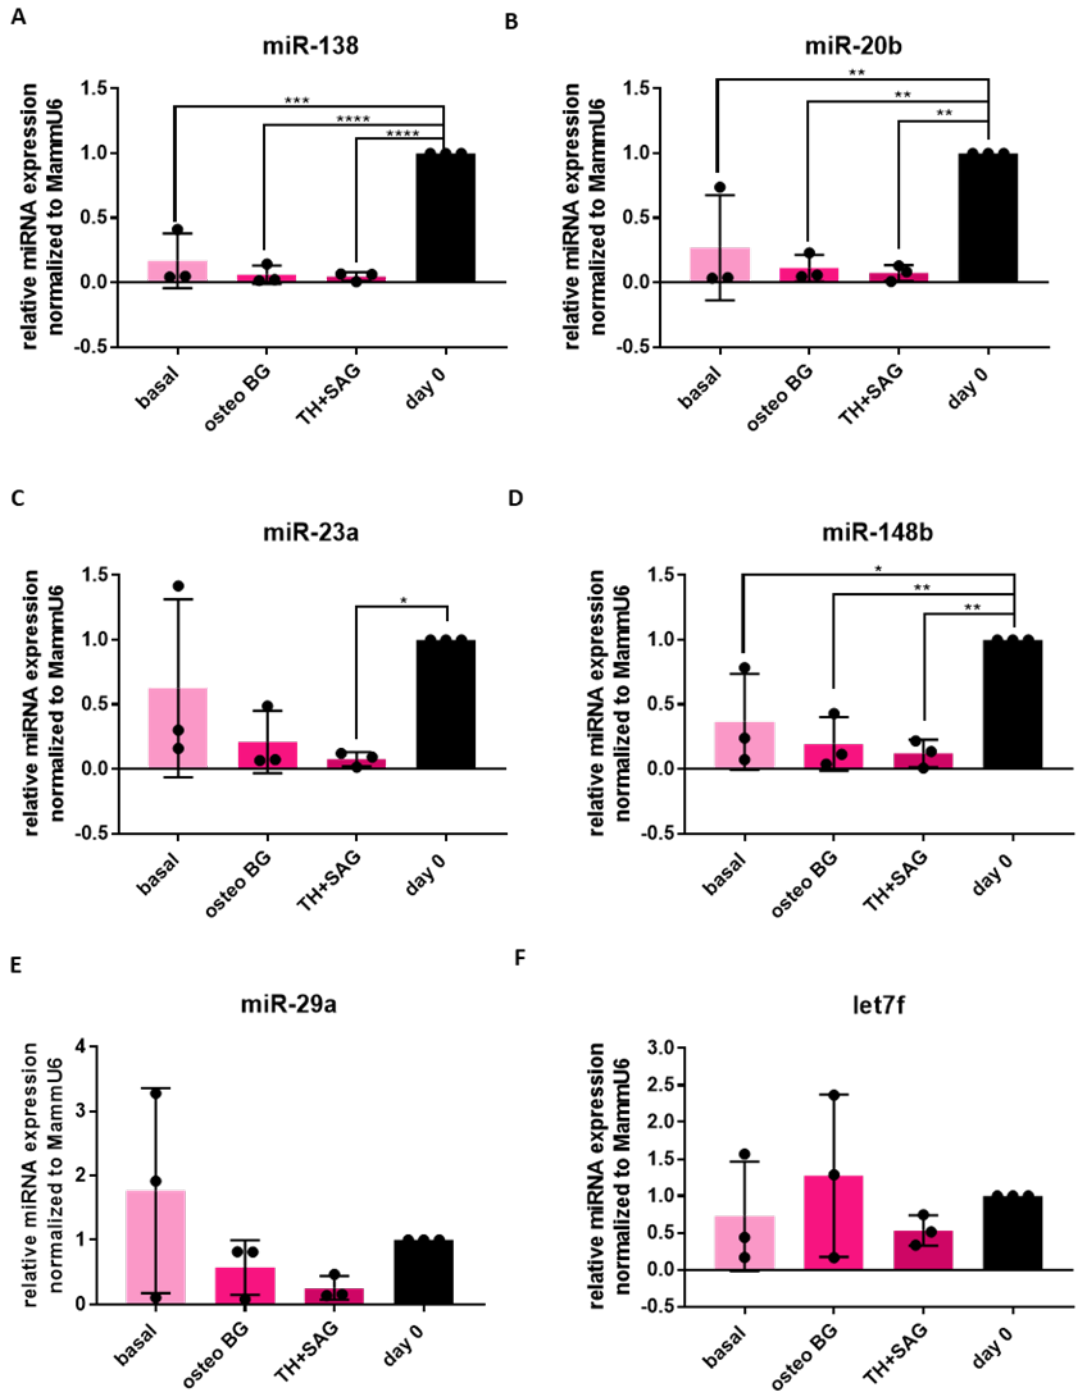 A
miR-138
relative miRNA expression
normalized to MammU6
1.5
1.0
0.5
0.0
-0.5
***
****
****
basal
osteo BG
TH+SAG
day 0
B
miR-20b
relative miRNA expression
normalized to MammU6
1.5
1.0
0.5
0.0
-0.5
**
**
**
basal
osteo BG
TH+SAG
day 0
C
miR-23a
relative miRNA expression
normalized to MammU6
1.5
1.0
0.5
0.0
-0.5
*
basal
osteo BG
TH+SAG
day 0
D
miR-148b
relative miRNA expression
normalized to MammU6
1.5
1.0
0.5
0.0
-0.5
*
**
**
basal
osteo BG
TH+SAG
day 0
E
miR-29a
relative miRNA expression
normalized to MammU6
4
3
2
1
0
basal
osteo BG
TH+SAG
day 0
F
let7f
relative miRNA expression
normalized to MammU6
3.0
2.5
2.0
1.5
1.0
0.5
0.0
-0.5
basal
osteo BG
TH+SAG
day 0